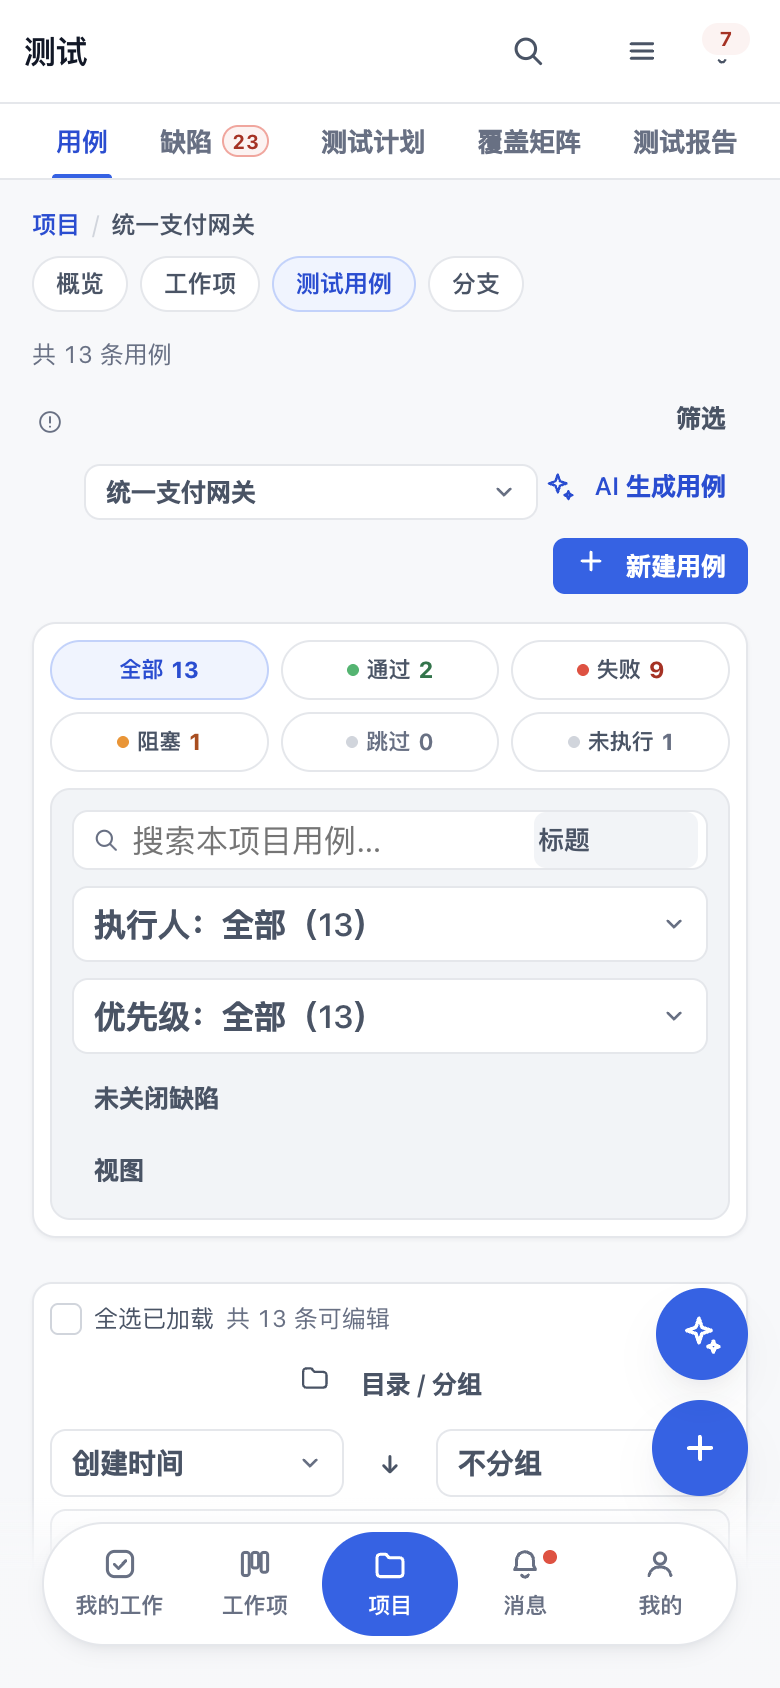 测试
7
用例 缺陷 23 测试计划 覆盖矩阵 测试报告
项目 / 统一支付网关
概览 工作项 测试用例 分支
共 13 条用例
筛选
统一支付网关 AI 生成用例
新建用例
全部 13 通过 2 失败 9
阻塞 1 跳过 0 未执行 1
搜索本项目用例... 标题
执行人：全部（13）
优先级：全部（13）
未关闭缺陷
视图
全选已加载 共 13 条可编辑
目录 / 分组
创建时间 不分组
我的工作 工作项 项目 消息 我的